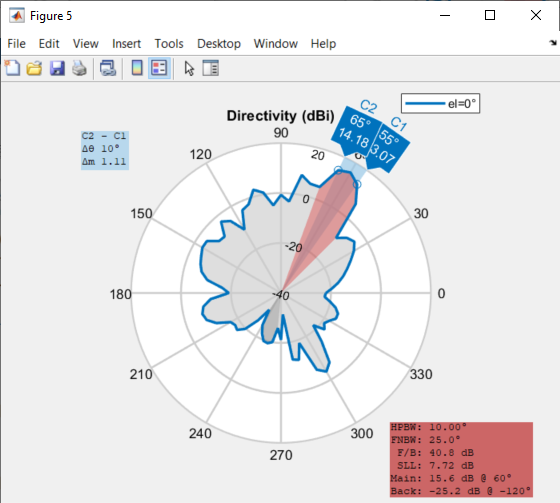 Figure 5
File Edit View Insert Tools Desktop Window Help
el=0°
C2
C1
65°
14.18
55°
3.07
C2 - C1
Δθ 10°
Δm 1.11
Directivity (dBi)
90
120
20
150
0
30
-20
180
-40
0
210
330
240
300
270
HPBW: 10.00°
FNBW: 25.0°
F/B: 40.8 dB
SLL: 7.72 dB
Main: 15.6 dB @ 60°
Back: -25.2 dB @ -120°